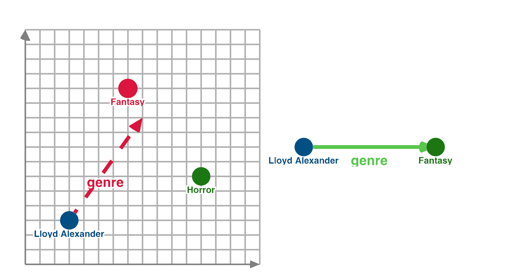 Fantasy
genre
Horror
Lloyd Alexander
Lloyd Alexander
genre
Fantasy